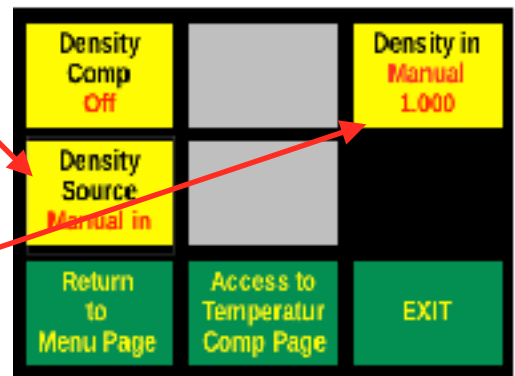 Density
Comp
Off
Density in
Manual
1.000
Density
Source
Manual in
Return
to
Menu Page
Access to
Temperatur
Comp Page
EXIT